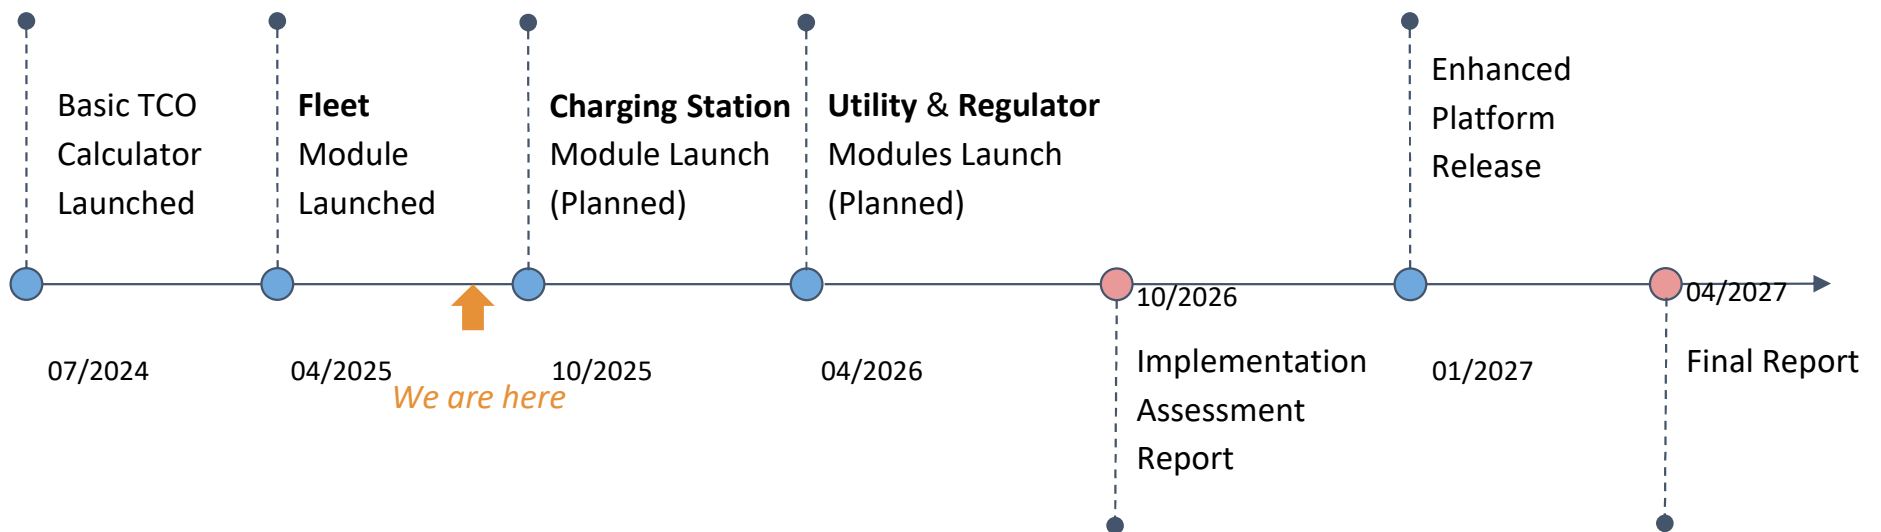 Basic TCO
Calculator
Launched
Fleet
Module
Launched
Charging Station
Module Launch
(Planned)
Utility & Regulator
Modules Launch
(Planned)
Enhanced
Platform
Release
07/2024
04/2025
We are here
10/2025
04/2026
10/2026
Implementation
Assessment
Report
01/2027
04/2027
Final Report